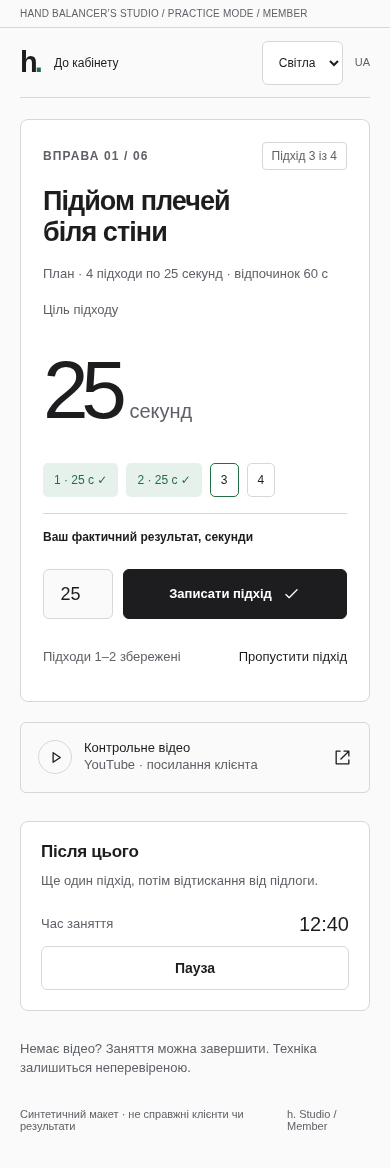 HAND BALANCER'S STUDIO / PRACTICE MODE / MEMBER
h. До кабінету Світла UA
ВПРАВА 01 / 06 Підхід 3 із 4
Підйом плечей
біля стіни
План · 4 підходи по 25 секунд · відпочинок 60 с
Ціль підходу
25 секунд
1 · 25 с ✓ 2 · 25 с ✓ 3 4
Ваш фактичний результат, секунди
25 Записати підхід
Підходи 1–2 збережені Пропустити підхід
Контрольне відео
YouTube · посилання клієнта
Після цього
Ще один підхід, потім відтискання від підлоги.
Час заняття 12:40
Пауза
Немає відео? Заняття можна завершити. Техніка
залишиться неперевіреною.
Синтетичний макет · не справжні клієнти чи
результати
h. Studio /
Member